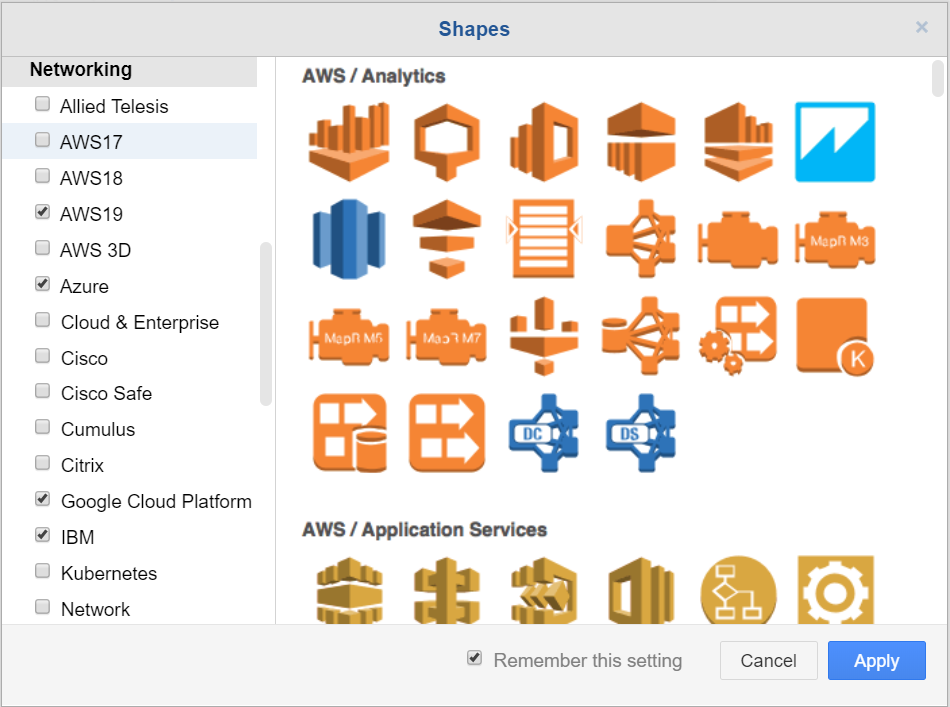 Shapes
×
Networking
Allied Telesis
AWS17
AWS18
AWS19
AWS 3D
Azure
Cloud & Enterprise
Cisco
Cisco Safe
Cumulus
Citrix
Google Cloud Platform
IBM
Kubernetes
Network
AWS / Analytics
MapR M3
MapR M5
MapR M7
K
DC
DS
AWS / Application Services
Remember this setting
Cancel
Apply